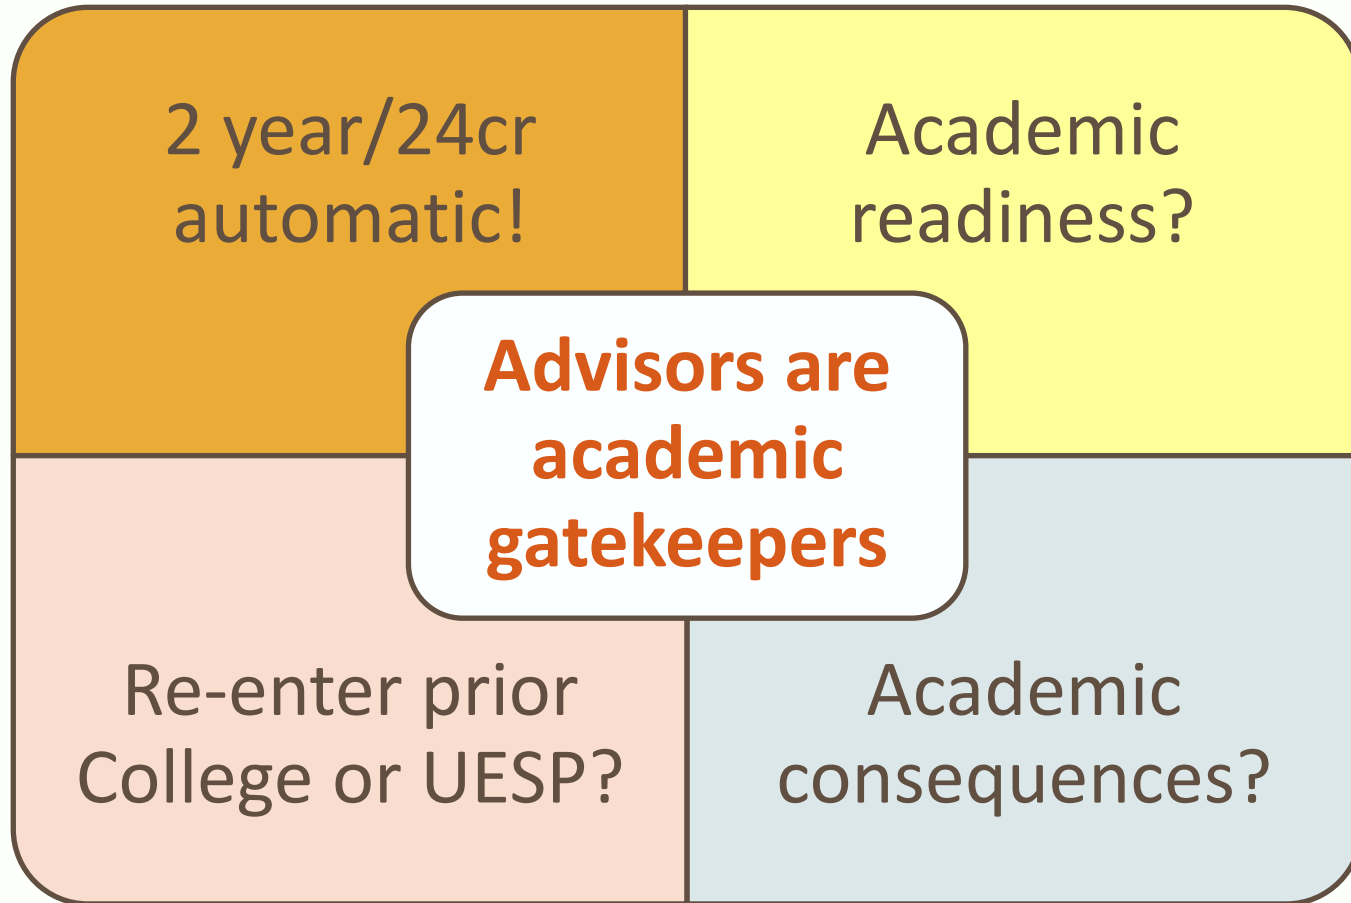 2 year/24cr
automatic!
Academic
readiness?
Advisors are
academic
gatekeepers
Re-enter prior
College or UESP?
Academic
consequences?